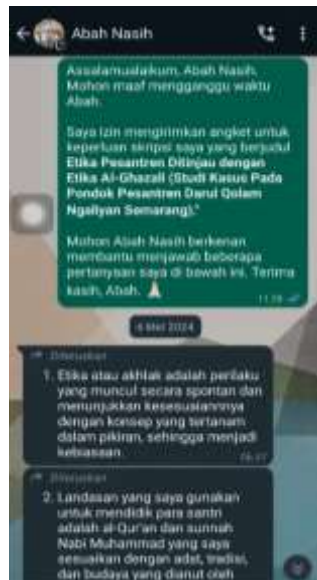 Abah Nasih
Assalamualaikum, Abah Nasih.
Mohon maaf mengganggu waktu
Abah.
Saya izin mengirimkan angket untuk
keperluan skripsi saya yang berjudul
Etika Pesantren Ditinjau dengan
Etika Al-Ghazali (Studi Kasus Pada
Pondok Pesantren Darul Qolam
Ngaliyan Semarang)."
Mohon Abah Nasih berkenan
membantu menjawab beberapa
pertanyaan saya di bawah ini. Terima
kasih, Abah. 🙏🏻
Mei 2024
Diteruskan
1. Etika atau akhlak adalah perilaku
yang muncul secara spontan dan
menunjukkan kesesuaiannya
dengan konsep yang tertanam
dalam pikiran, sehingga menjadi
kebiasaan
Diteruskan
2. Landasan yang saya gunakan
untuk mendidik para santri
adalah al-Qur'an dan sunnah
Nabi Muhammad yang saya
sesuaikan dengan adat, tradisi,
dan budaya yang dianut oleh